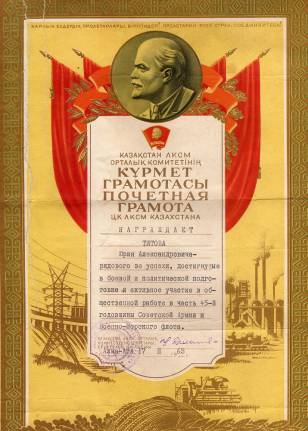 БАРЛЫҚ ЕЛДЕРДІҢ ПРОЛЕТАРЛАРЫ, БІРІГІҢДЕР! ПРОЛЕТАРИИ ВСЕХ СТРАН, СОЕДИНЯЙТЕСЬ!
ҚАЗАҚСТАН ЛКСМ
ОРТАЛЫҚ КОМИТЕТІНІҢ
КҮРМЕТ
ГРАМОТАСЫ
ПОЧЕТНАЯ
ГРАМОТА
ЦК ЛКСМ КАЗАХСТАНА
НАГРАЖДАЕТ
ТИТОВА
Юрия Александровича-
рядового за успехи, достигнутые
в боевой и политической подго-
товке и активное участие в об-
щественной работе в честь 45-й
годовщины Советской Армии и
Военно-Морского флота.
Алма-Ата 17 II 63